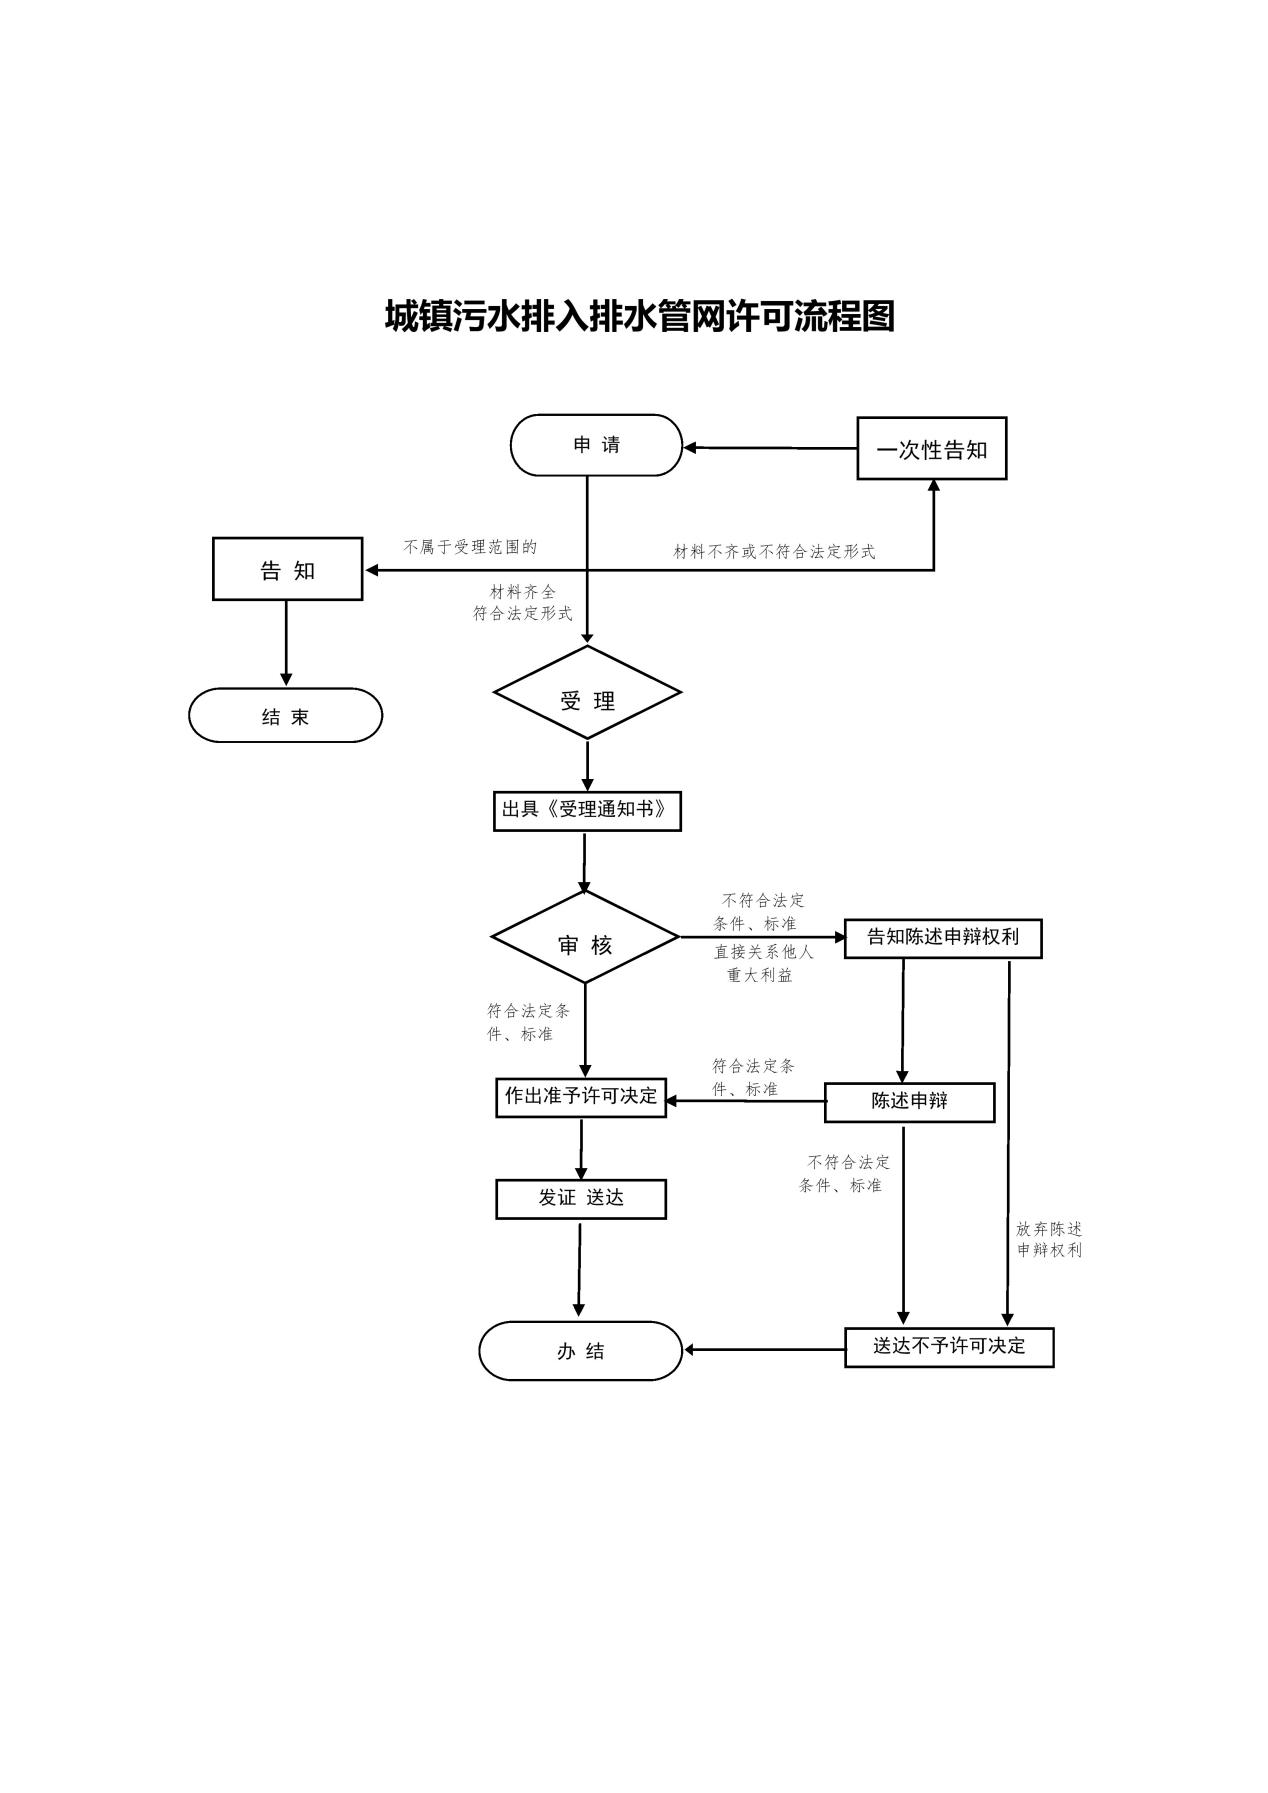 城镇污水排入排水管网许可流程图
申 请
一次性告知
不属于受理范围的
材料不齐或不符合法定形式
告 知
材料齐全
符合法定形式
受 理
结 束
出具《受理通知书》
不符合法定
条件、标准
审 核
告知陈述申辩权利
直接关系他人
重大利益
符合法定条
件、标准
符合法定条
件、标准
作出准予许可决定
陈述申辩
不符合法定
条件、标准
发证 送达
放弃陈述
申辩权利
办 结
送达不予许可决定